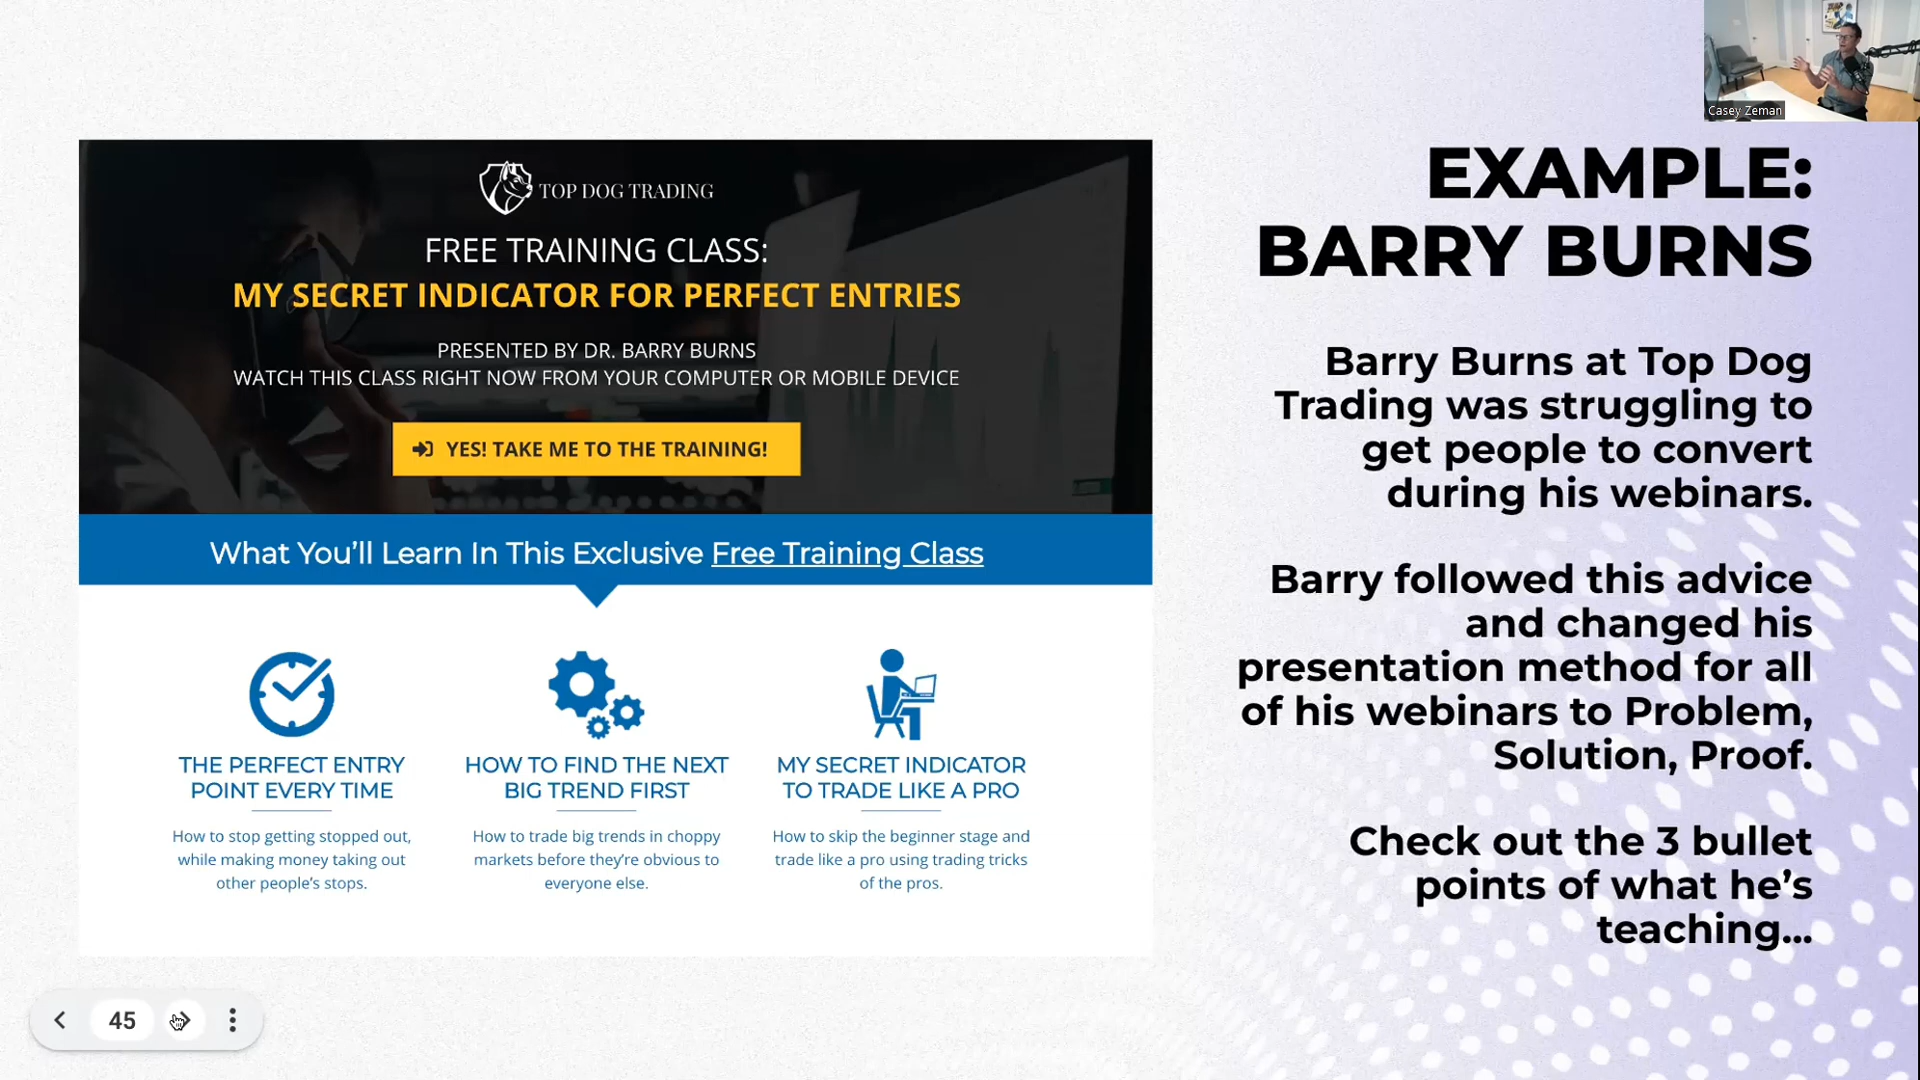 Casey Zeman
TOP DOG TRADING
FREE TRAINING CLASS:
MY SECRET INDICATOR FOR PERFECT ENTRIES
PRESENTED BY DR. BARRY BURNS
WATCH THIS CLASS RIGHT NOW FROM YOUR COMPUTER OR MOBILE DEVICE
YES! TAKE ME TO THE TRAINING!
What You'll Learn In This Exclusive Free Training Class
THE PERFECT ENTRY
POINT EVERY TIME
How to stop getting stopped out,
while making money taking out
other people's stops.
HOW TO FIND THE NEXT
BIG TREND FIRST
How to trade big trends in choppy
markets before they're obvious to
everyone else.
MY SECRET INDICATOR
TO TRADE LIKE A PRO
How to skip the beginner stage and
trade like a pro using trading tricks
of the pros.
EXAMPLE:
BARRY BURNS
Barry Burns at Top Dog
Trading was struggling to
get people to convert
during his webinars.
Barry followed this advice
and changed his
presentation method for all
of his webinars to Problem,
Solution, Proof.
Check out the 3 bullet
points of what he's
teaching...
45